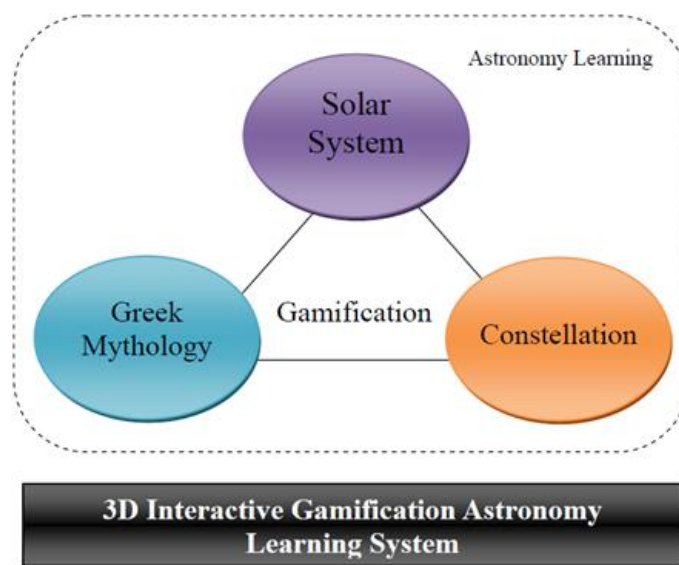 Astronomy Learning
Solar
System
Greek
Mythology
Gamification
Constellation
3D Interactive Gamification Astronomy
Learning System